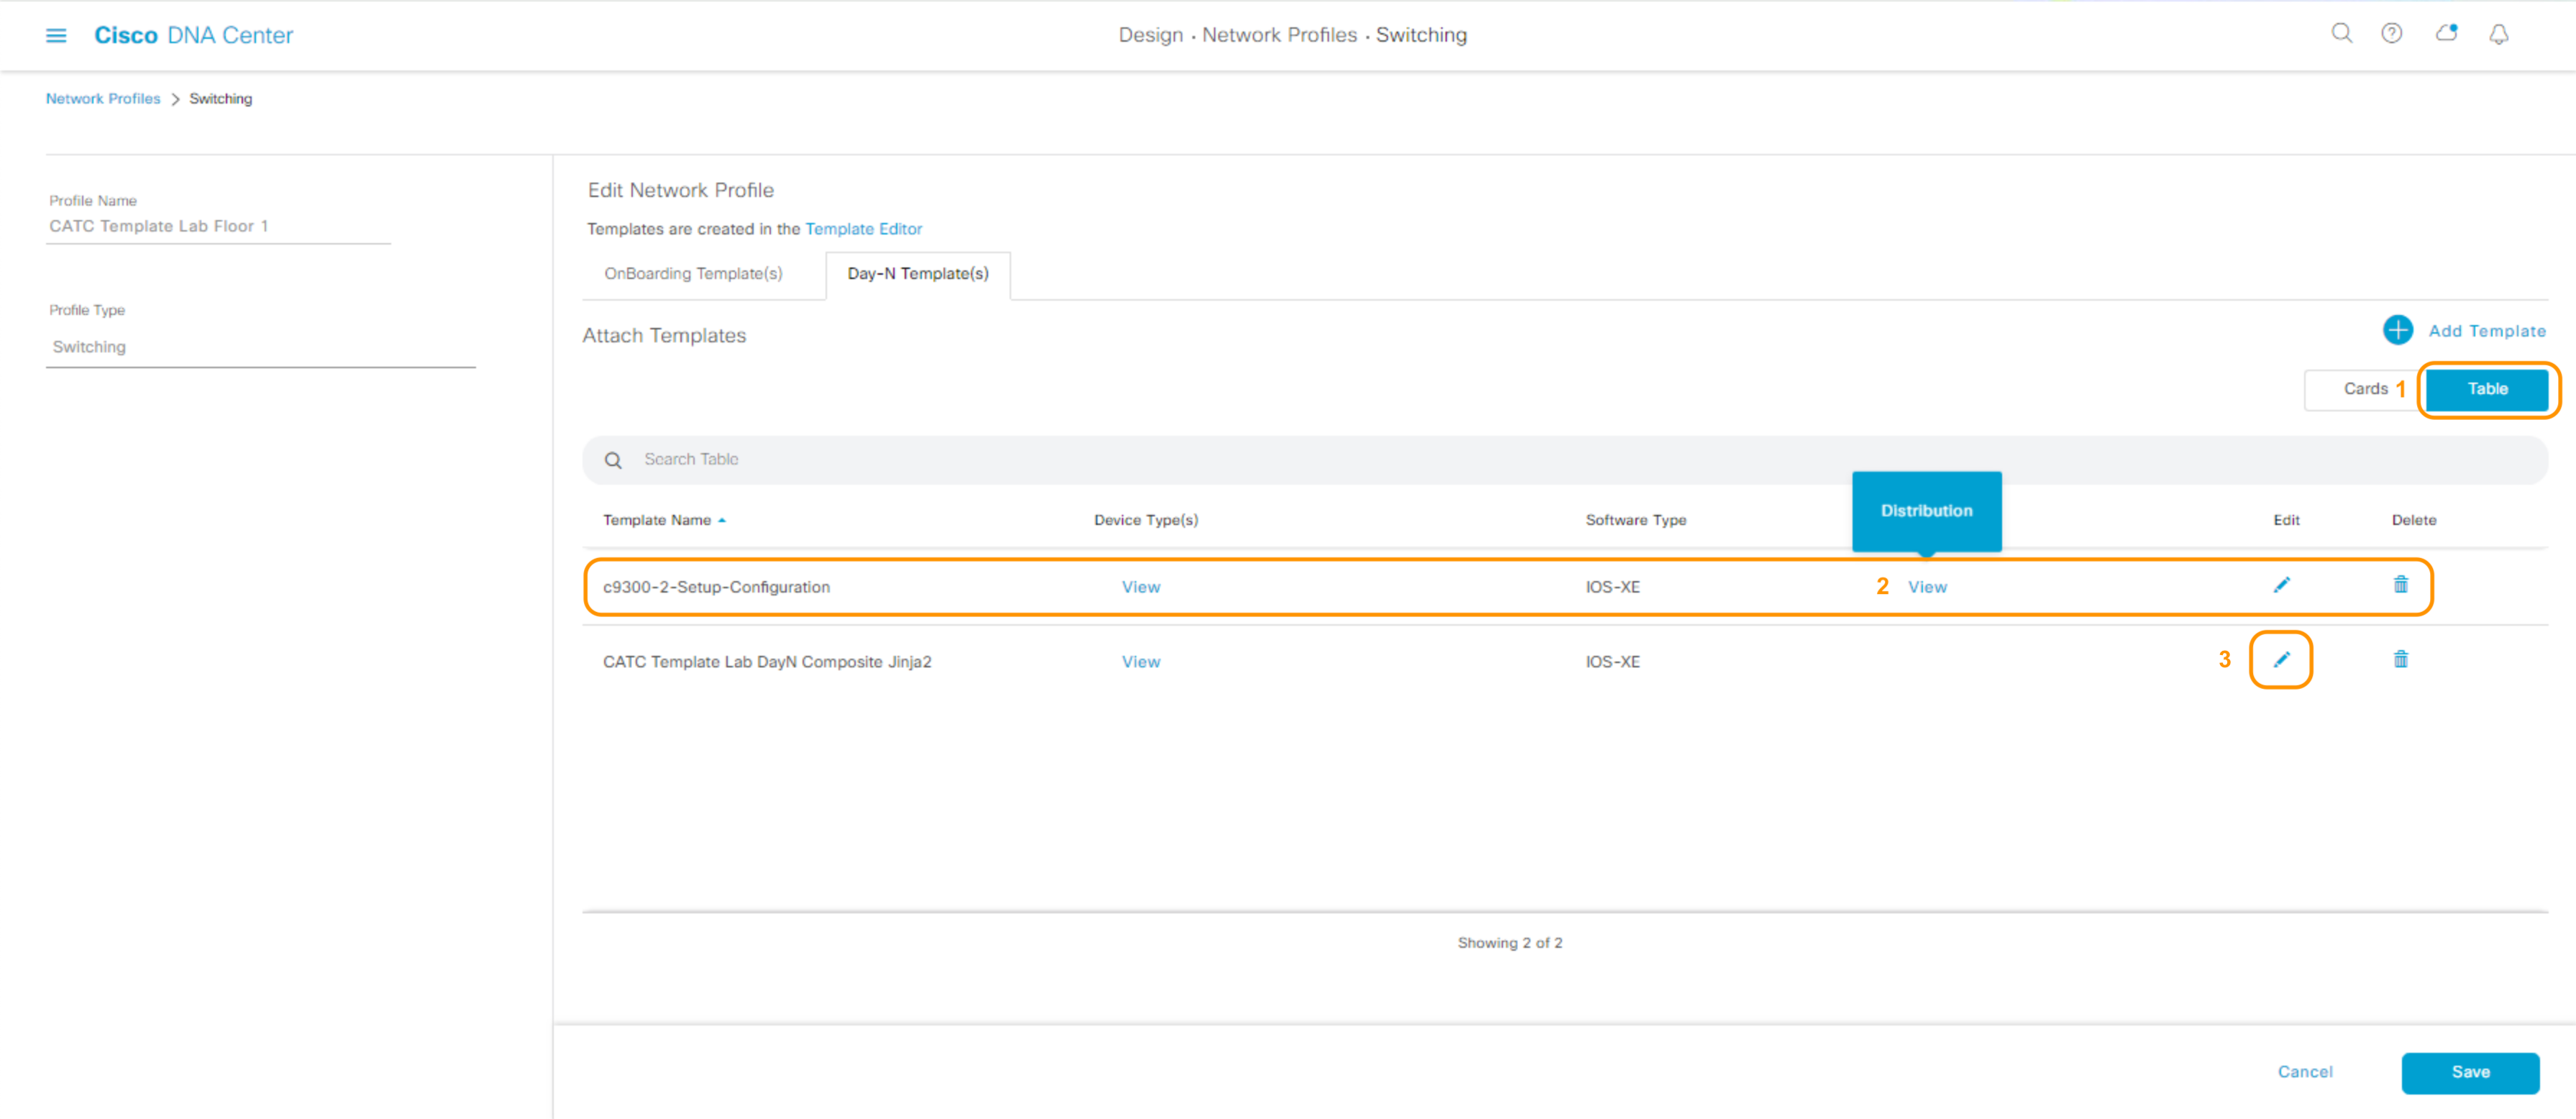 Cisco DNA Center
Design · Network Profiles · Switching
Network Profiles > Switching
Profile Name
CATC Template Lab Floor 1
Profile Type
Switching
Edit Network Profile
Templates are created in the Template Editor
OnBoarding Template(s) Day-N Template(s)
Attach Templates
Add Template
Cards 1 Table
Search Table
Distribution
Template Name Device Type(s) Software Type Edit Delete
c9300-2-Setup-Configuration View IOS-XE 2 View
CATC Template Lab DayN Composite Jinja2 View IOS-XE 3
Showing 2 of 2
Cancel Save